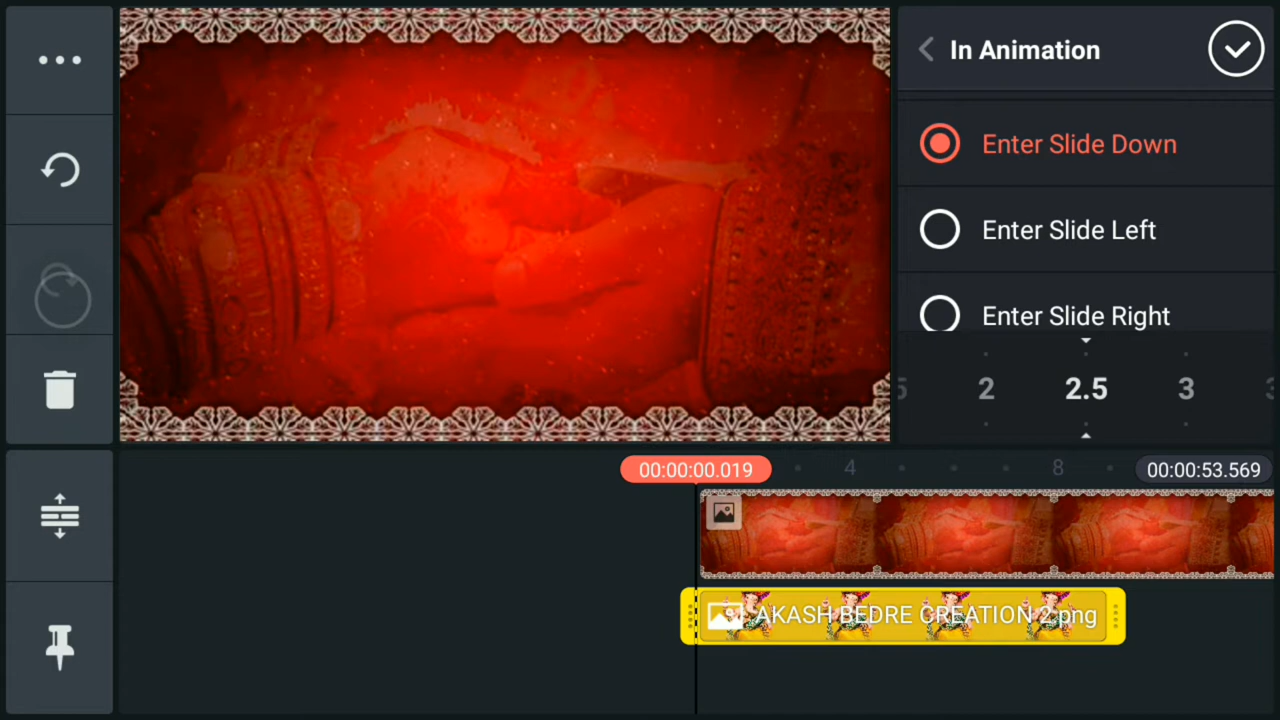 In Animation
Enter Slide Down
Enter Slide Left
Enter Slide Right
2 2.5 3
00:00:00.019 4 8 00:00:53.569
AKASH BEDRE CREATION 2.png